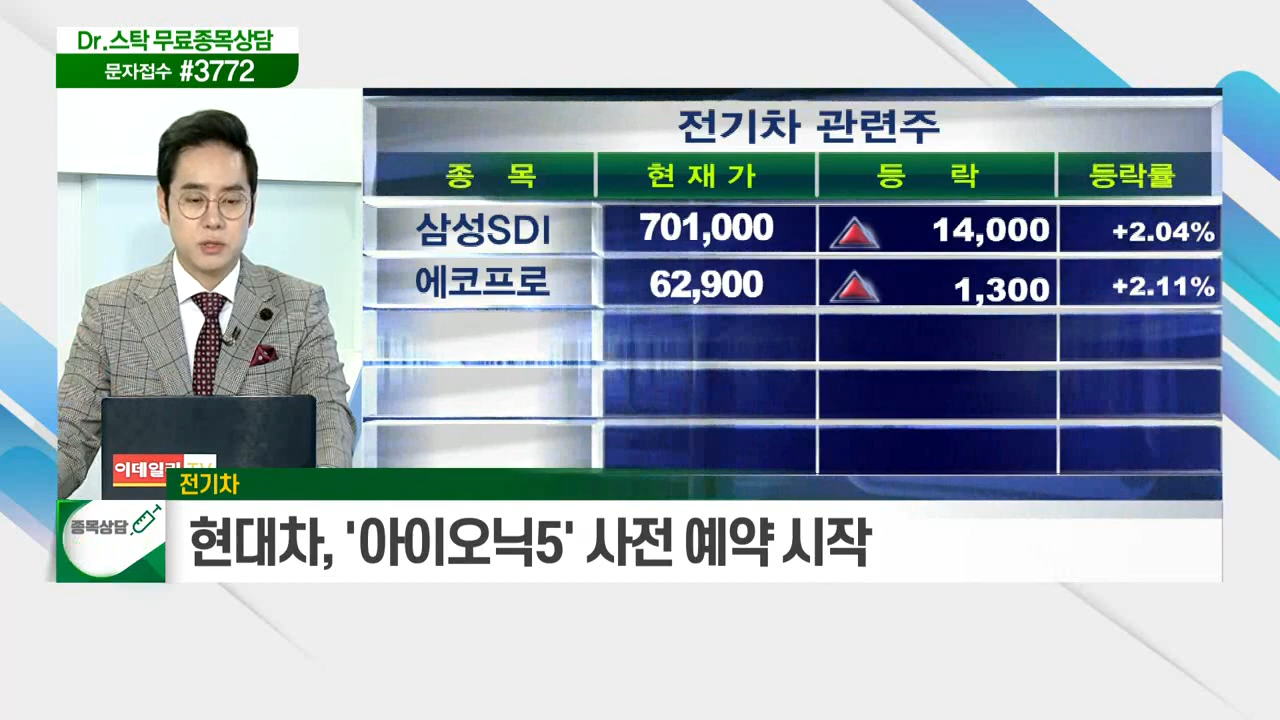 Dr.스탁 무료종목상담
문자접수 #3772
전기차 관련주
종 목 현 재 가 등 락 등락률
삼성SDI 701,000 14,000 +2.04%
에코프로 62,900 1,300 +2.11%
이데일리 TV
전기차
종목상담
현대차, '아이오닉5' 사전 예약 시작